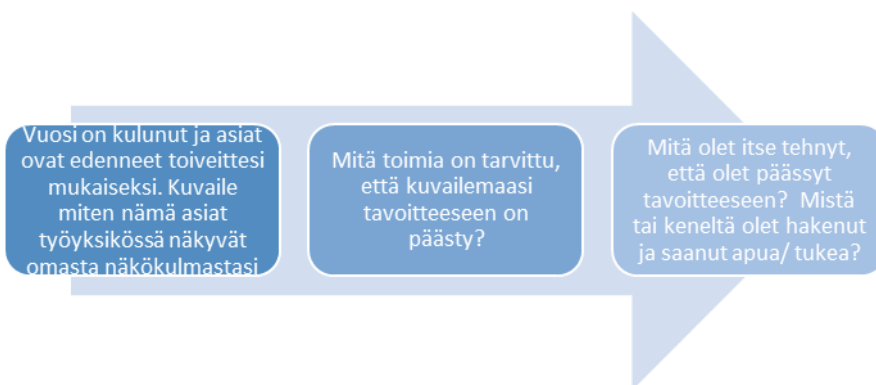 Vuosi on kulunut ja asiat
ovat edenneet toiveittesi
mukaiseksi. Kuvaile
miten nämä asiat
työyksikössä näkyvät
omasta näkökulmastasi
Mitä toimia on tarvittu,
että kuvailemaasi
tavoitteeseen on
päästy?
Mitä olet itse tehnyt,
että olet päässyt
tavoitteeseen? Mistä
tai keneltä olet hakenut
ja saanut apua/ tukea?